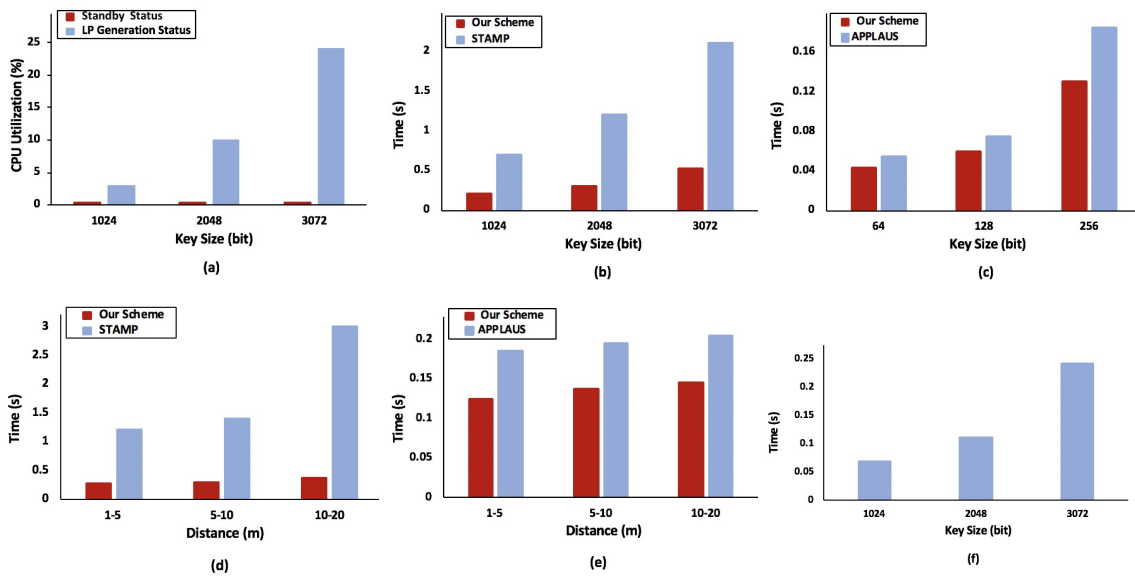 Standby Status
LP Generation Status
CPU Utilization (%)
25
20
15
10
5
0
1024 2048 3072
Key Size (bit)
(a)
Our Scheme
STAMP
Time (s)
2
1.5
1
0.5
0
1024 2048 3072
Key Size (bit)
(b)
Our Scheme
APPLAUS
Time (s)
0.16
0.12
0.08
0.04
0
64 128 256
Key Size (bit)
(c)
Our Scheme
STAMP
Time (s)
3
2.5
2
1.5
1
0.5
0
1-5 5-10 10-20
Distance (m)
(d)
Our Scheme
APPLAUS
Time (s)
0.2
0.15
0.1
0.05
0
1-5 5-10 10-20
Distance (m)
(e)
Time (s)
0.25
0.2
0.15
0.1
0.05
0
1024 2048 3072
Key Size (bit)
(f)